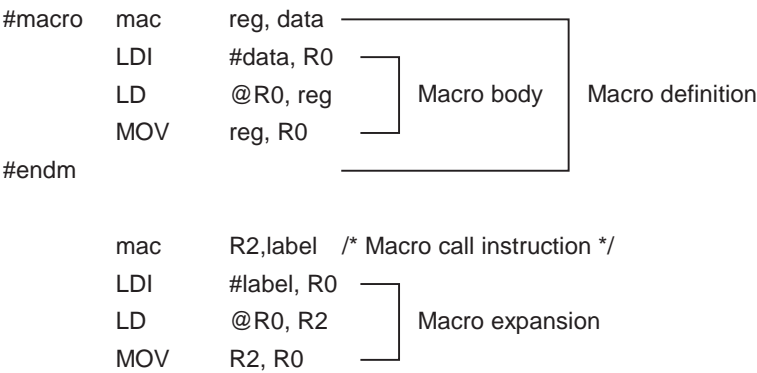 #macro mac reg, data
LDI #data, R0
LD @R0, reg Macro body Macro definition
MOV reg, R0
#endm
mac R2,label /* Macro call instruction */
LDI #label, R0
LD @R0, R2 Macro expansion
MOV R2, R0